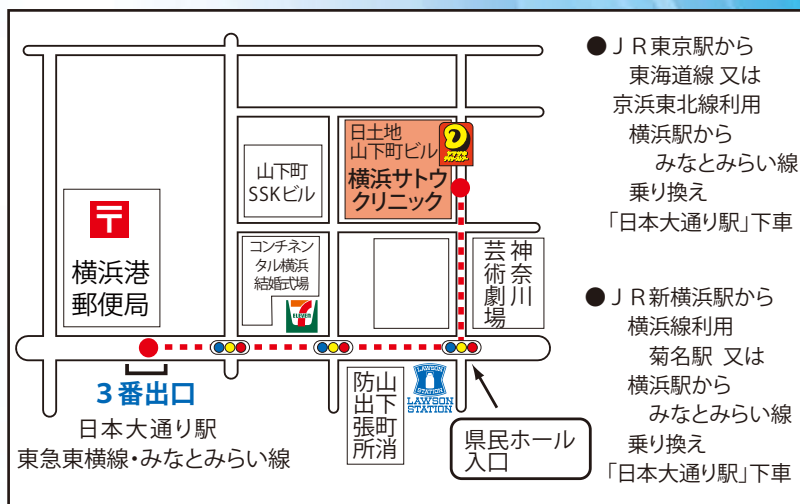 日土地
山下町ビル
横浜サトウ
クリニック
山下町
SSKビル
〒
横浜港
郵便局
コンチネン
タル横浜
結婚式場
7
ELEVEN
神奈川
芸術劇場
3番出口
日本大通り駅
東急東横線・みなとみらい線
山下町消
防出張所
LAWSON
STATION
県民ホール
入口
●ＪＲ東京駅から
東海道線 又は
京浜東北線利用
横浜駅から
みなとみらい線
乗り換え
「日本大通り駅」下車
●ＪＲ新横浜駅から
横浜線利用
菊名駅 又は
横浜駅から
みなとみらい線
乗り換え
「日本大通り駅」下車